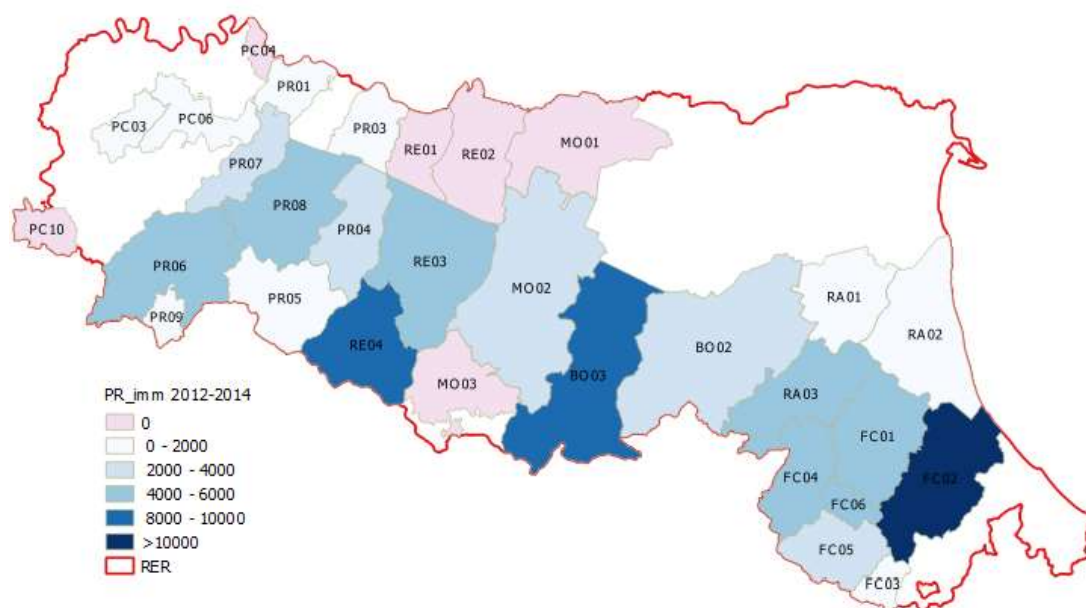 PC04
PR01
PC03
PC06
PR03
RE01
RE02
MO01
PR07
PR08
PC10
PR04
RE03
PR06
MO02
PR05
PR09
RA01
RA02
BO02
RE04
BO03
MO03
RA03
FC01
FC04
FC02
FC06
FC05
FC03
PR_imm 2012-2014
0
0 - 2000
2000 - 4000
4000 - 6000
8000 - 10000
>10000
RER